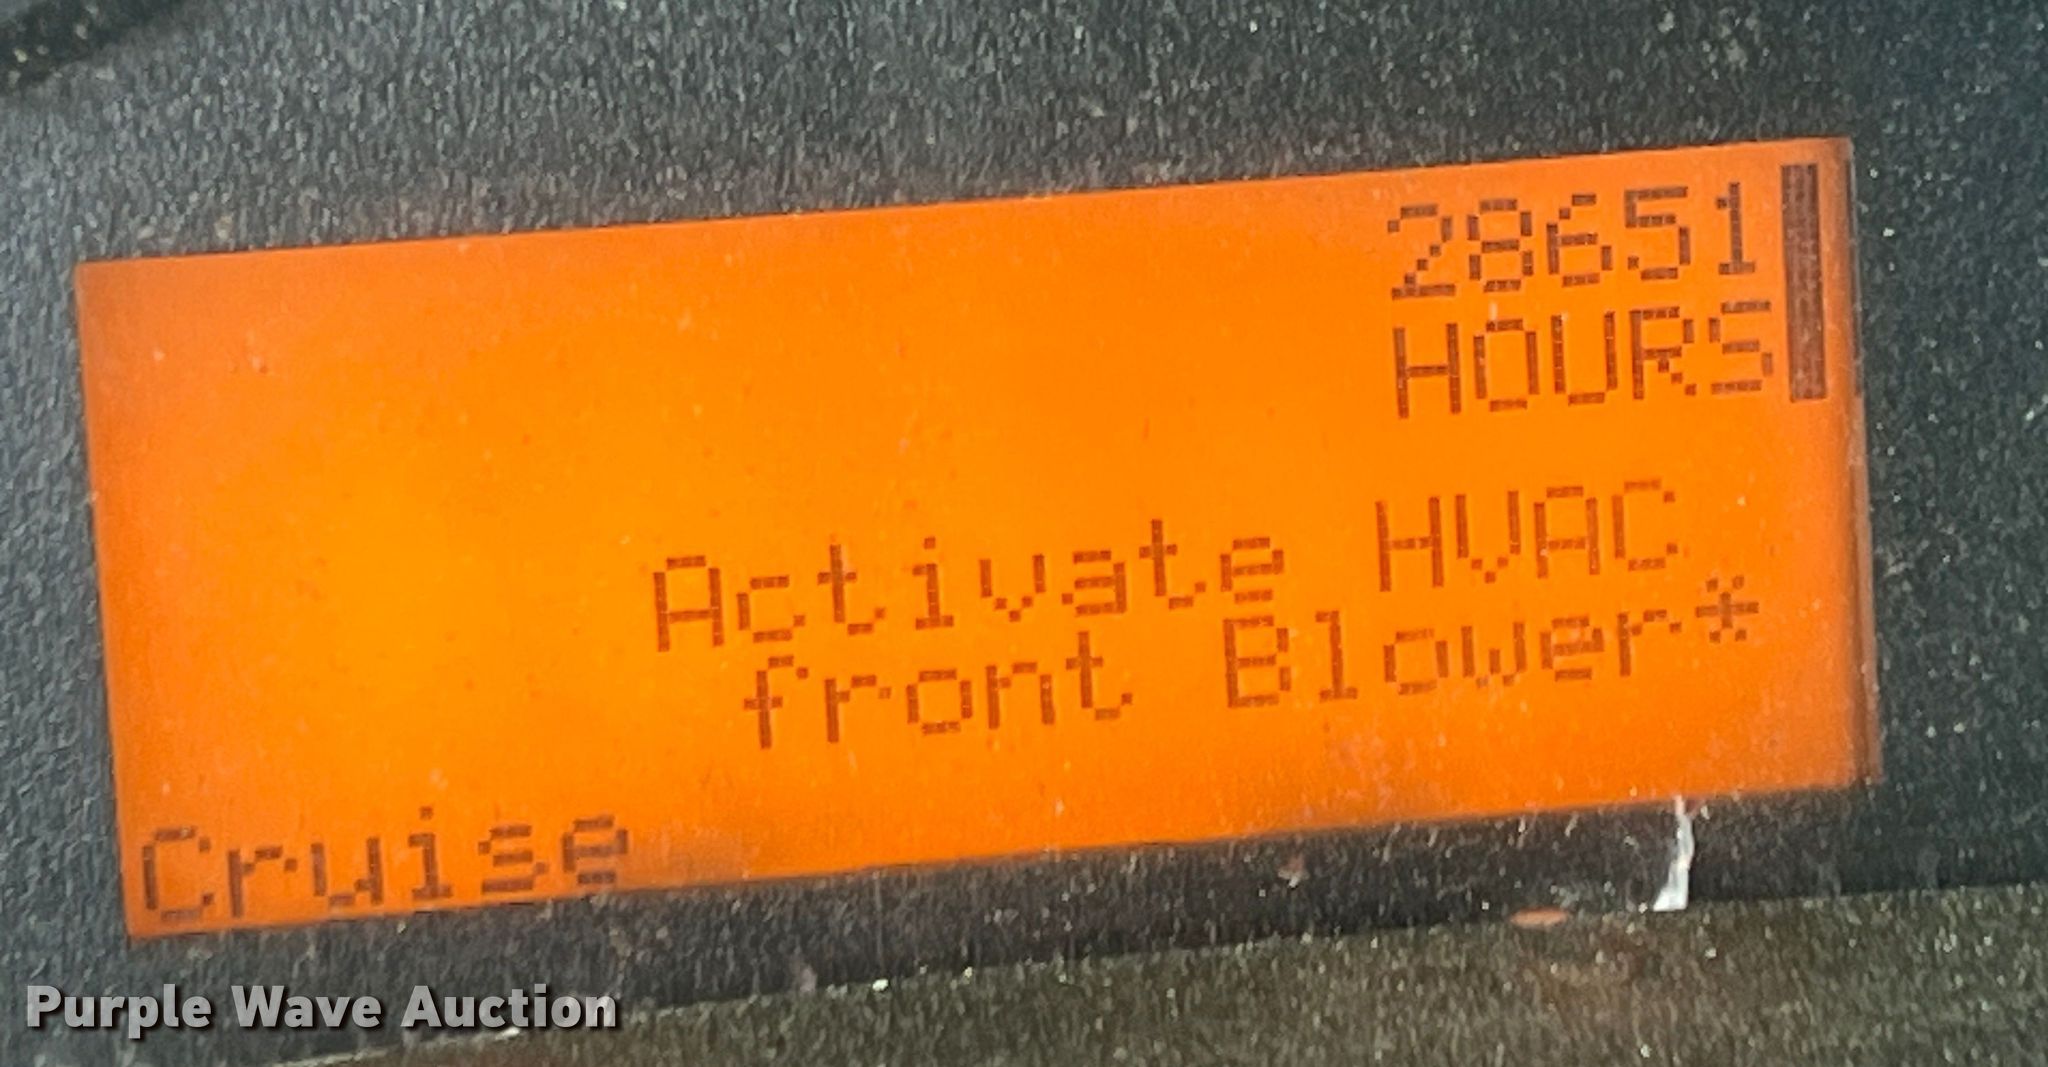 28651
HOURS
Activate HVAC
front Blower*
Cruise
Purple Wave Auction